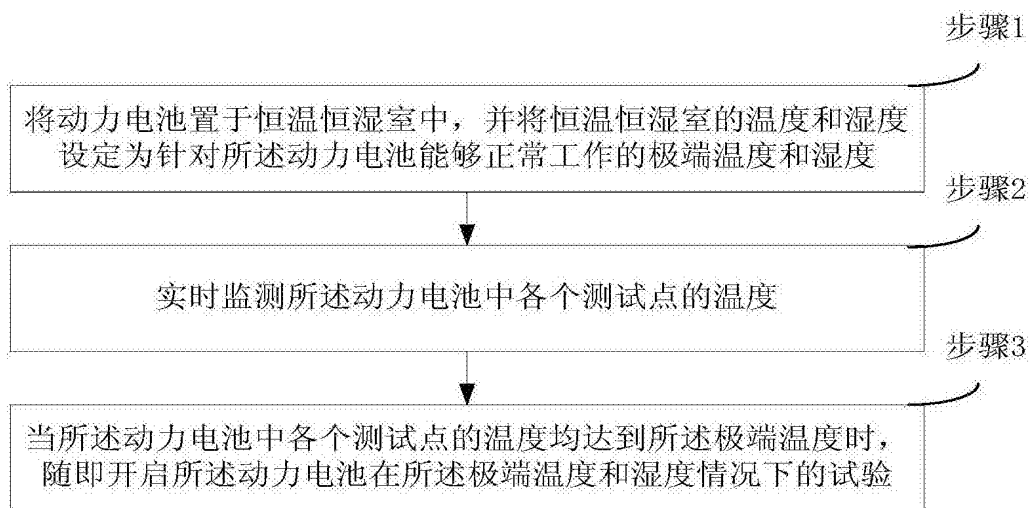 步骤1
将动力电池置于恒温恒湿室中，并将恒温恒湿室的温度和湿度
设定为针对所述动力电池能够正常工作的极端温度和湿度
步骤2
实时监测所述动力电池中各个测试点的温度
步骤3
当所述动力电池中各个测试点的温度均达到所述极端温度时，
随即开启所述动力电池在所述极端温度和湿度情况下的试验